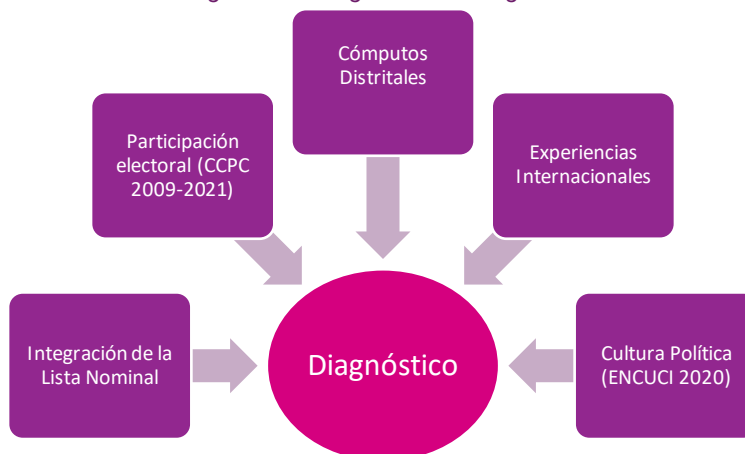 Cómputos
Distritales
Participación
electoral (CCPC
2009-2021)
Experiencias
Internacionales
Integración de la
Lista Nominal
Diagnóstico
Cultura Política
(ENCUCI 2020)